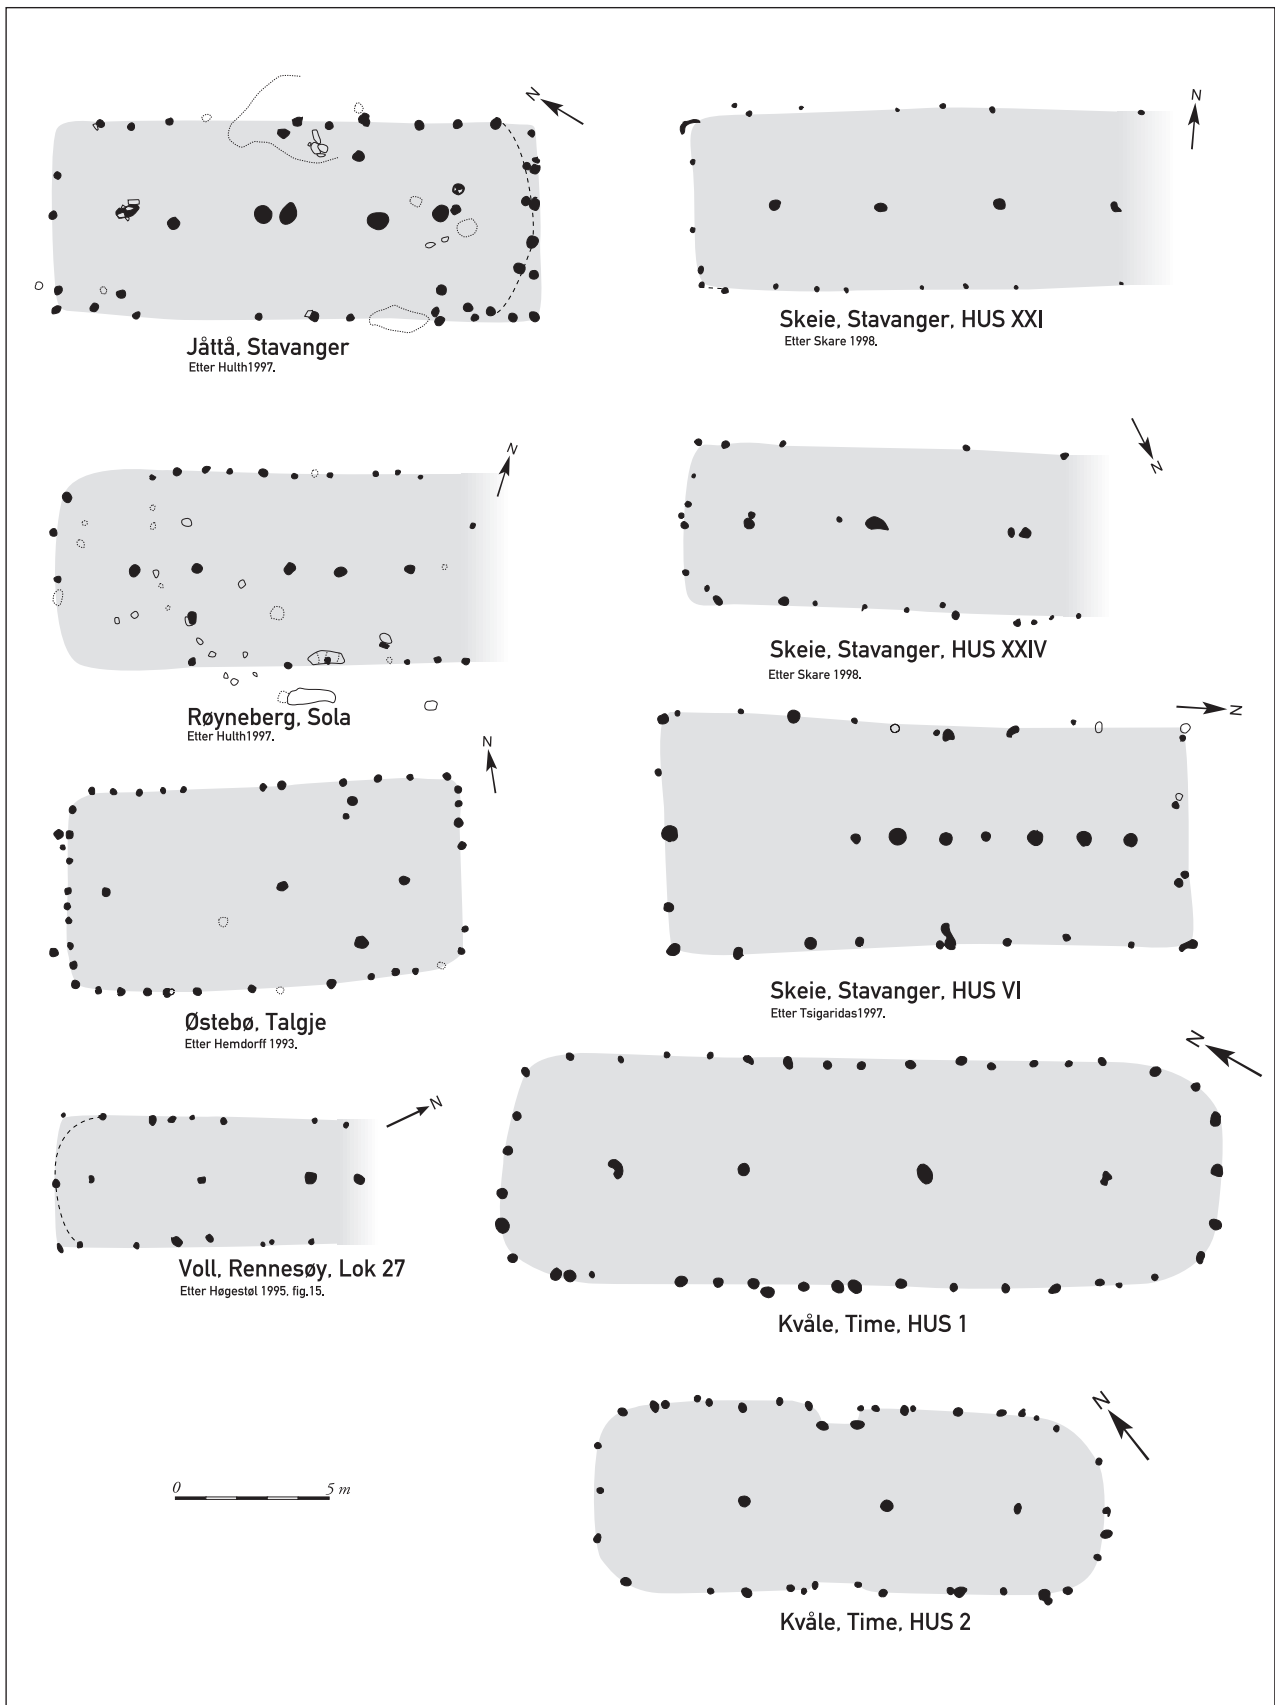 N
Jåttå, Stavanger
Etter Hulth1997.
N
Skeie, Stavanger, HUS XXI
Etter Skare 1998.
N
Røyneberg, Sola
Etter Hulth1997.
N
Skeie, Stavanger, HUS XXIV
Etter Skare 1998.
N
Østebø, Talgje
Etter Hemdorff 1993.
N
Skeie, Stavanger, HUS VI
Etter Tsigaridas1997.
N
Voll, Rennesøy, Lok 27
Etter Høgestøl 1995. fig.15.
N
Kvåle, Time, HUS 1
N
Kvåle, Time, HUS 2
0 5 m